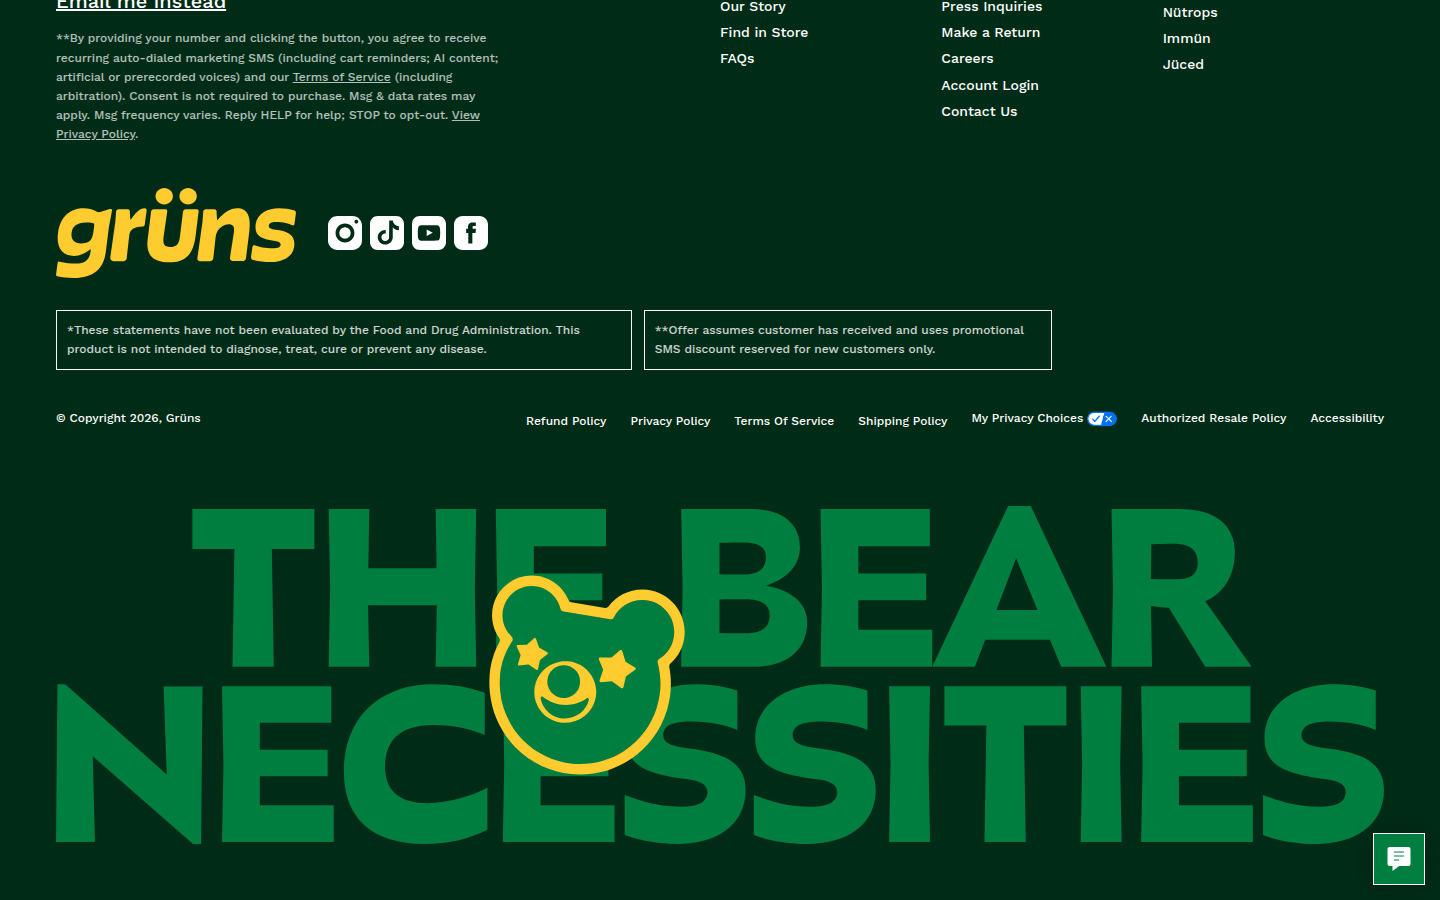 Email me instead
**By providing your number and clicking the button, you agree to receive
recurring auto-dialed marketing SMS (including cart reminders; AI content;
artificial or prerecorded voices) and our Terms of Service (including
arbitration). Consent is not required to purchase. Msg & data rates may
apply. Msg frequency varies. Reply HELP for help; STOP to opt-out. View
Privacy Policy.
Our Story
Find in Store
FAQs
Press Inquiries
Make a Return
Careers
Account Login
Contact Us
Nütrops
Immün
Jüced
grüns
*These statements have not been evaluated by the Food and Drug Administration. This
product is not intended to diagnose, treat, cure or prevent any disease.
**Offer assumes customer has received and uses promotional
SMS discount reserved for new customers only.
© Copyright 2026, Grüns
Refund Policy
Privacy Policy
Terms Of Service
Shipping Policy
My Privacy Choices
Authorized Resale Policy
Accessibility
THE BEAR
NECESSITIES